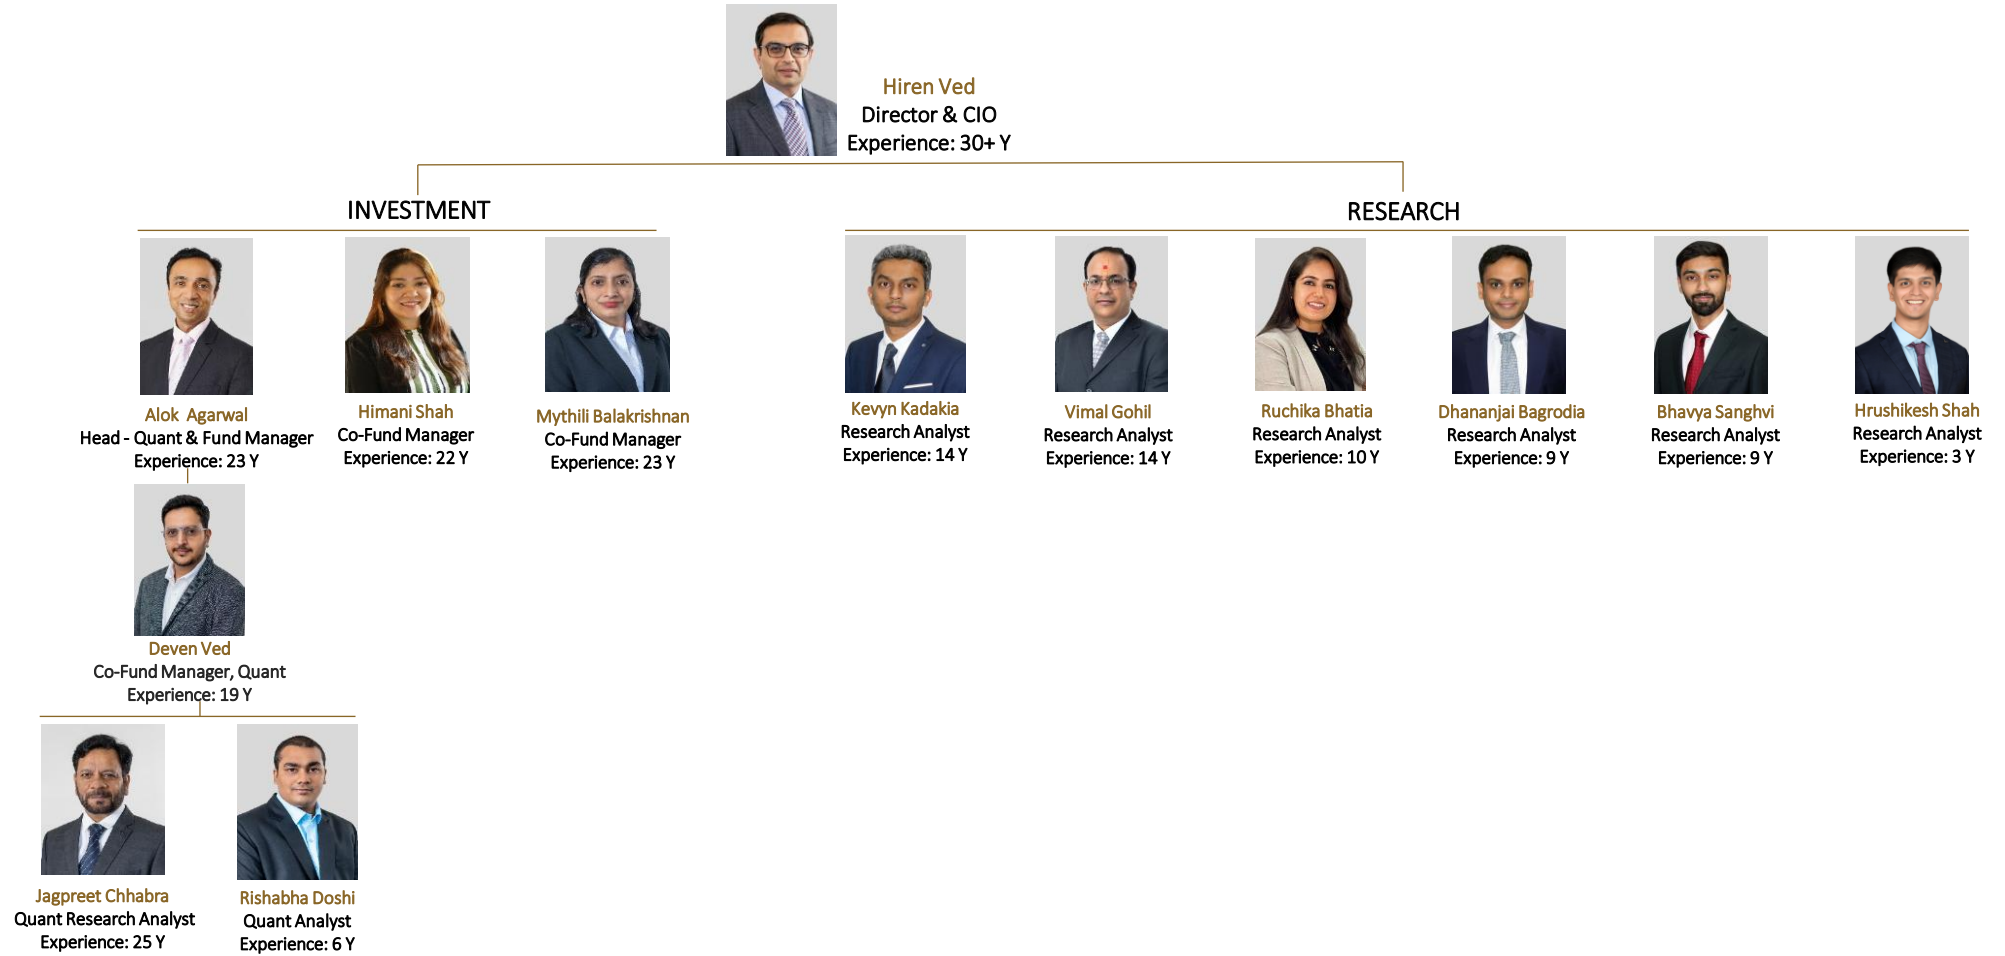 Hiren Ved
Director & CIO
Experience: 30+ Y
INVESTMENT
Alok Agarwal
Head - Quant & Fund Manager
Experience: 23 Y
Himani Shah
Co-Fund Manager
Experience: 22 Y
Mythili Balakrishnan
Co-Fund Manager
Experience: 23 Y
Deven Ved
Co-Fund Manager, Quant
Experience: 19 Y
Jagpreet Chhabra
Quant Research Analyst
Experience: 25 Y
Rishabha Doshi
Quant Analyst
Experience: 6 Y
RESEARCH
Kevyn Kadakia
Research Analyst
Experience: 14 Y
Vimal Gohil
Research Analyst
Experience: 14 Y
Ruchika Bhatia
Research Analyst
Experience: 10 Y
Dhananjai Bagrodia
Research Analyst
Experience: 9 Y
Bhavya Sanghvi
Research Analyst
Experience: 9 Y
Hrushikesh Shah
Research Analyst
Experience: 3 Y